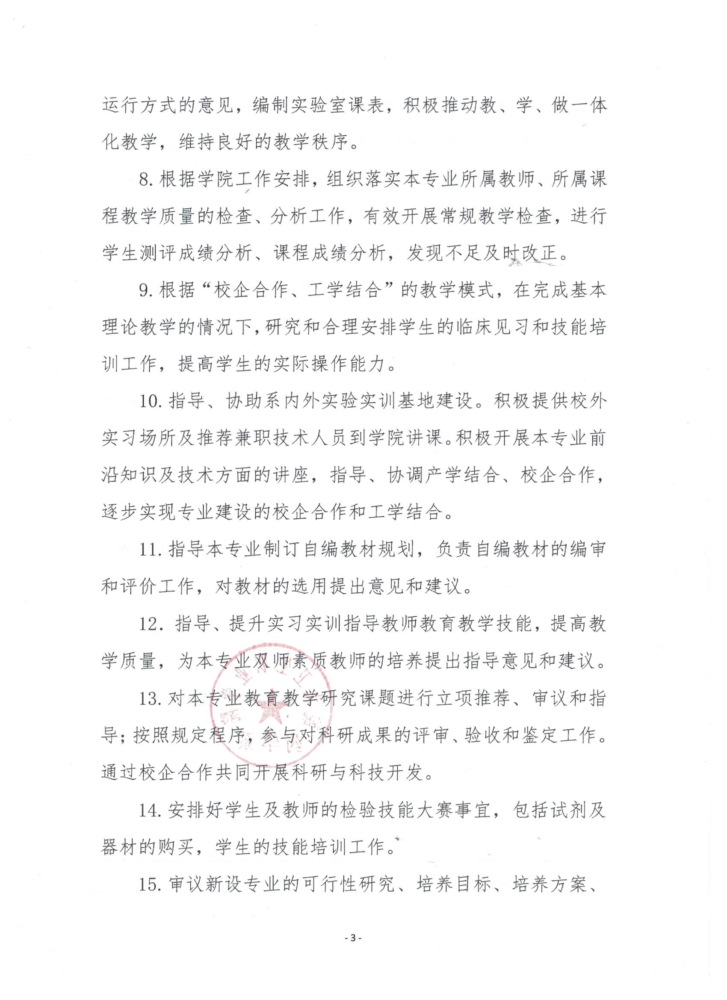 运行方式的意见，编制实验室课表，积极推动教、学、做一体
化教学，维持良好的教学秩序。
8. 根据学院工作安排，组织落实本专业所属教师、所属课
程教学质量的检查、分析工作，有效开展常规教学检查，进行
学生测评成绩分析、课程成绩分析，发现不足及时改正。
9. 根据“校企合作、工学结合”的教学模式，在完成基本
理论教学的情况下，研究和合理安排学生的临床见习和技能培
训工作，提高学生的实际操作能力。
10. 指导、协助系内外实验实训基地建设。积极提供校外
实习场所及推荐兼职技术人员到学院讲课。积极开展本专业前
沿知识及技术方面的讲座，指导、协调产学结合、校企合作，
逐步实现专业建设的校企合作和工学结合。
11. 指导本专业制订自编教材规划，负责自编教材的编审
和评价工作，对教材的选用提出意见和建议。
12. 指导、提升实习实训指导教师教育教学技能，提高教
学质量，为本专业双师素质教师的培养提出指导意见和建议。
13. 对本专业教育教学研究课题进行立项推荐、审议和指
导；按照规定程序，参与对科研成果的评审、验收和鉴定工作。
通过校企合作共同开展科研与科技开发。
14. 安排好学生及教师的检验技能大赛事宜，包括试剂及
器材的购买，学生的技能培训工作。
15. 审议新设专业的可行性研究、培养目标、培养方案、
- 3 -